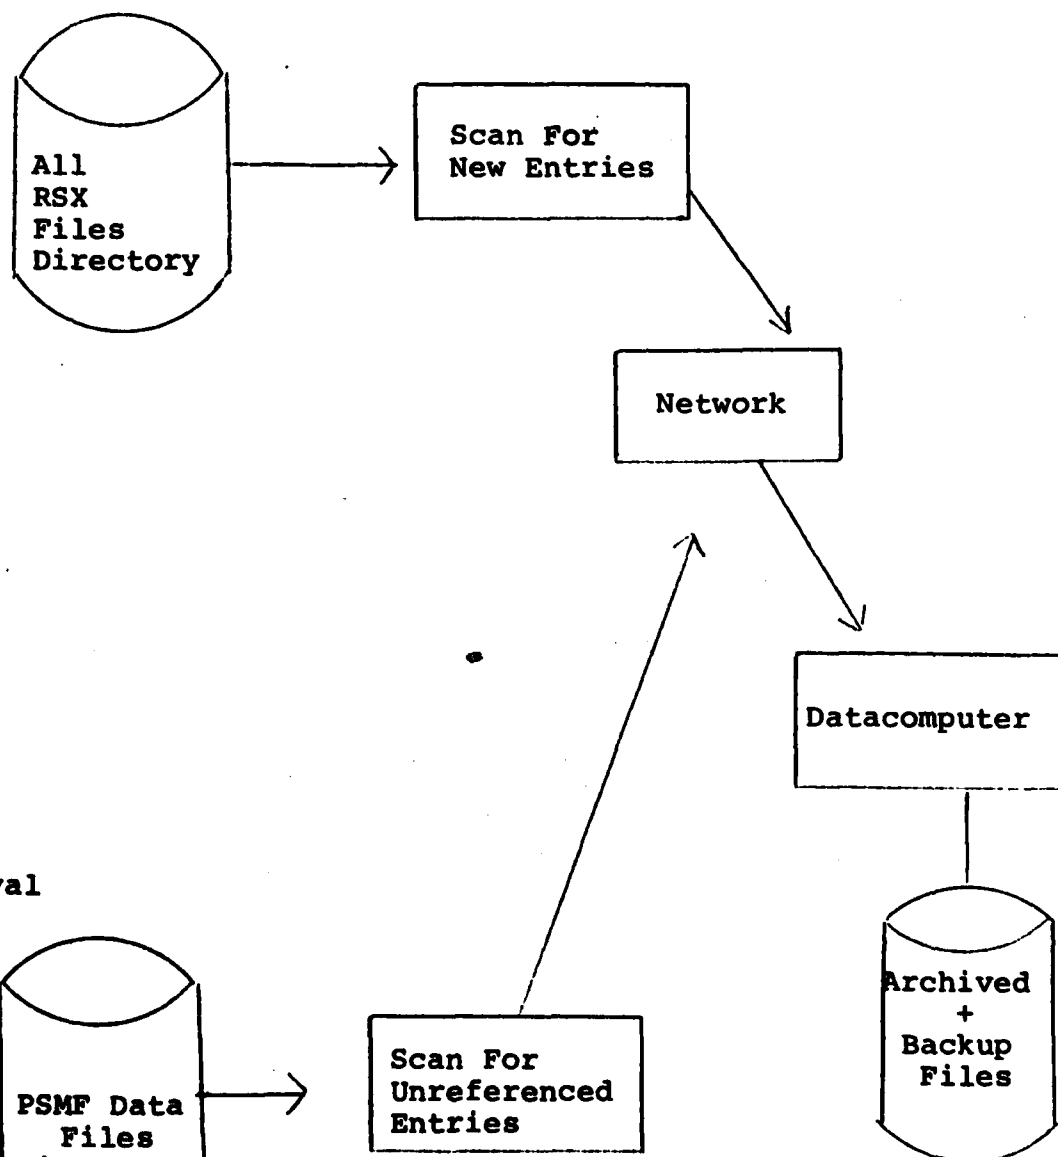 All
RSX
Files
Directory
Scan For
New Entries
Network
Datacomputer
Archived
+
Backup
Files
PSMF Data
Files
Scan For
Unreferenced
Entries